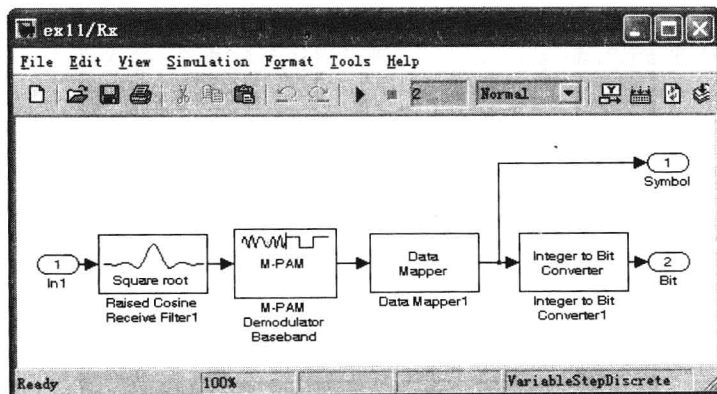 ex11/Rx
File Edit View Simulation Format Tools Help
2 Normal
1
Symbol
M-PAM
Data
Mapper
Integer to Bit
Converter
1
In1
Square root
2
Bit
Raised Cosine
Receive Filter1
M-PAM
Demodulator
Baseband
Data Mapper1
Integer to Bit
Converter1
Ready 100% VariableStepDiscrete